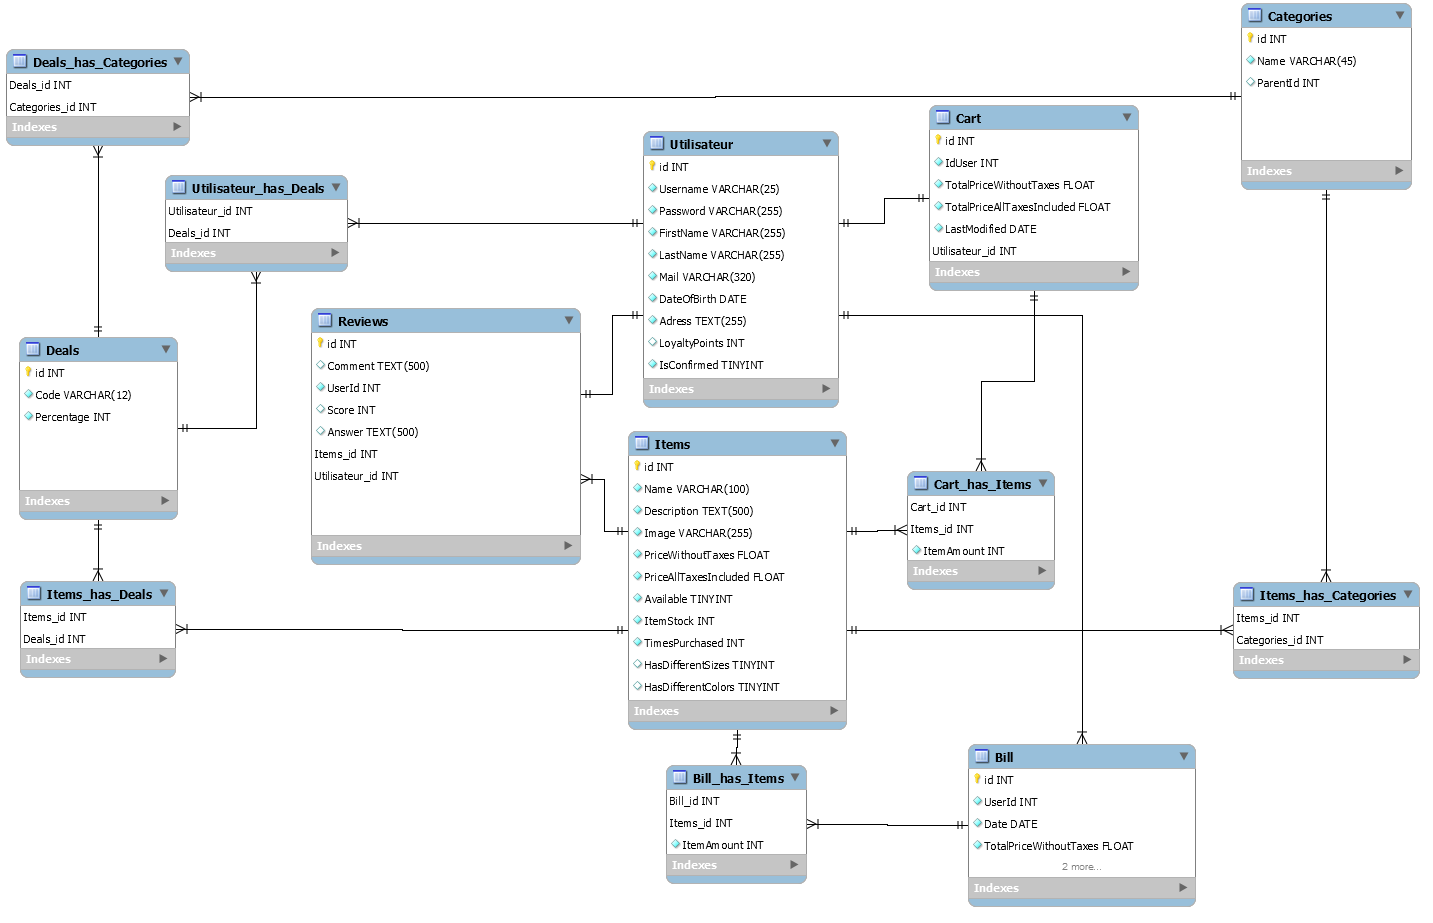 Categories
id INT
Name VARCHAR(45)
ParentId INT
Indexes
Deals_has_Categories
Deals_id INT
Categories_id INT
Indexes
Cart
id INT
IdUser INT
TotalPriceWithoutTaxes FLOAT
TotalPriceAllTaxesIncluded FLOAT
LastModified DATE
Utilisateur_id INT
Indexes
Utilisateur
id INT
Username VARCHAR(25)
Password VARCHAR(255)
FirstName VARCHAR(255)
LastName VARCHAR(255)
Mail VARCHAR(320)
DateOfBirth DATE
Adress TEXT(255)
LoyaltyPoints INT
IsConfirmed TINYINT
Indexes
Utilisateur_has_Deals
Utilisateur_id INT
Deals_id INT
Indexes
Reviews
id INT
Comment TEXT(500)
UserId INT
Score INT
Answer TEXT(500)
Items_id INT
Utilisateur_id INT
Indexes
Deals
id INT
Code VARCHAR(12)
Percentage INT
Indexes
Items
id INT
Name VARCHAR(100)
Description TEXT(500)
Image VARCHAR(255)
PriceWithoutTaxes FLOAT
PriceAllTaxesIncluded FLOAT
Available TINYINT
ItemStock INT
TimesPurchased INT
HasDifferentSizes TINYINT
HasDifferentColors TINYINT
Indexes
Cart_has_Items
Cart_id INT
Items_id INT
ItemAmount INT
Indexes
Items_has_Deals
Items_id INT
Deals_id INT
Indexes
Items_has_Categories
Items_id INT
Categories_id INT
Indexes
Bill
id INT
UserId INT
Date DATE
TotalPriceWithoutTaxes FLOAT
2 more...
Indexes
Bill_has_Items
Bill_id INT
Items_id INT
ItemAmount INT
Indexes